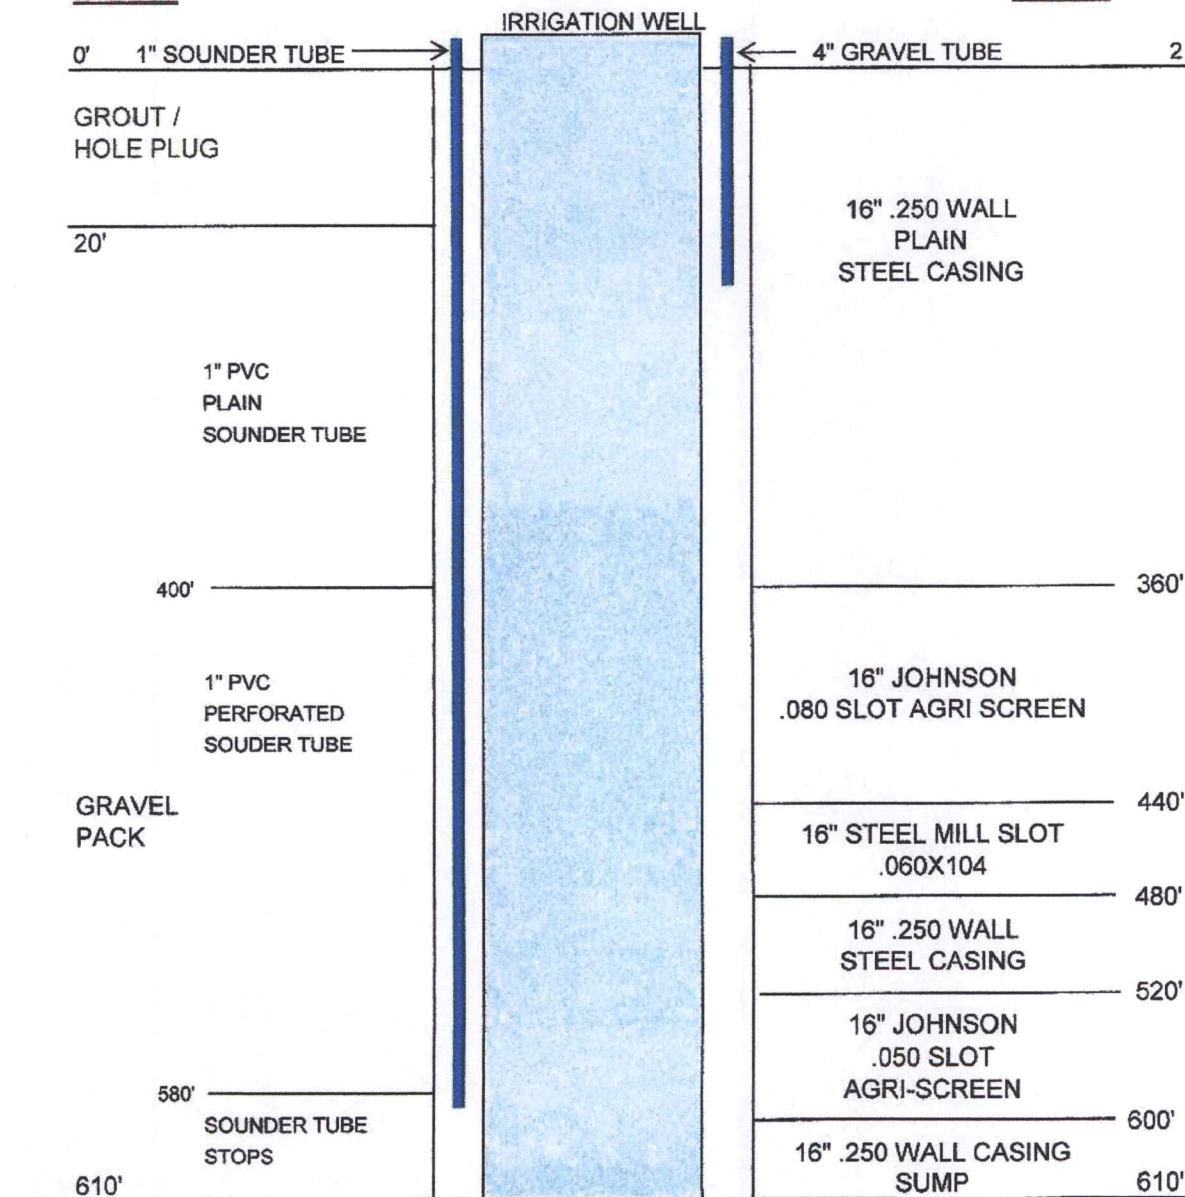 IRRIGATION WELL
0' 1" SOUNDER TUBE
4" GRAVEL TUBE 2
GROUT /
HOLE PLUG
20'
1" PVC
PLAIN
SOUNDER TUBE
400'
1" PVC
PERFORATED
SOUDER TUBE
GRAVEL
PACK
580'
SOUNDER TUBE
STOPS
610'
16" .250 WALL
PLAIN
STEEL CASING
360'
16" JOHNSON
.080 SLOT AGRI SCREEN
440'
16" STEEL MILL SLOT
.060X104
480'
16" .250 WALL
STEEL CASING
520'
16" JOHNSON
.050 SLOT
AGRI-SCREEN
600'
16" .250 WALL CASING
SUMP
610'